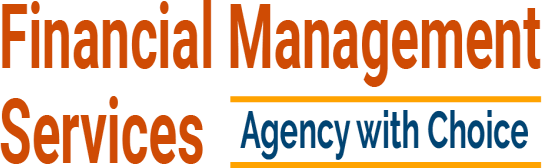 Financial Management
Services Agency with Choice